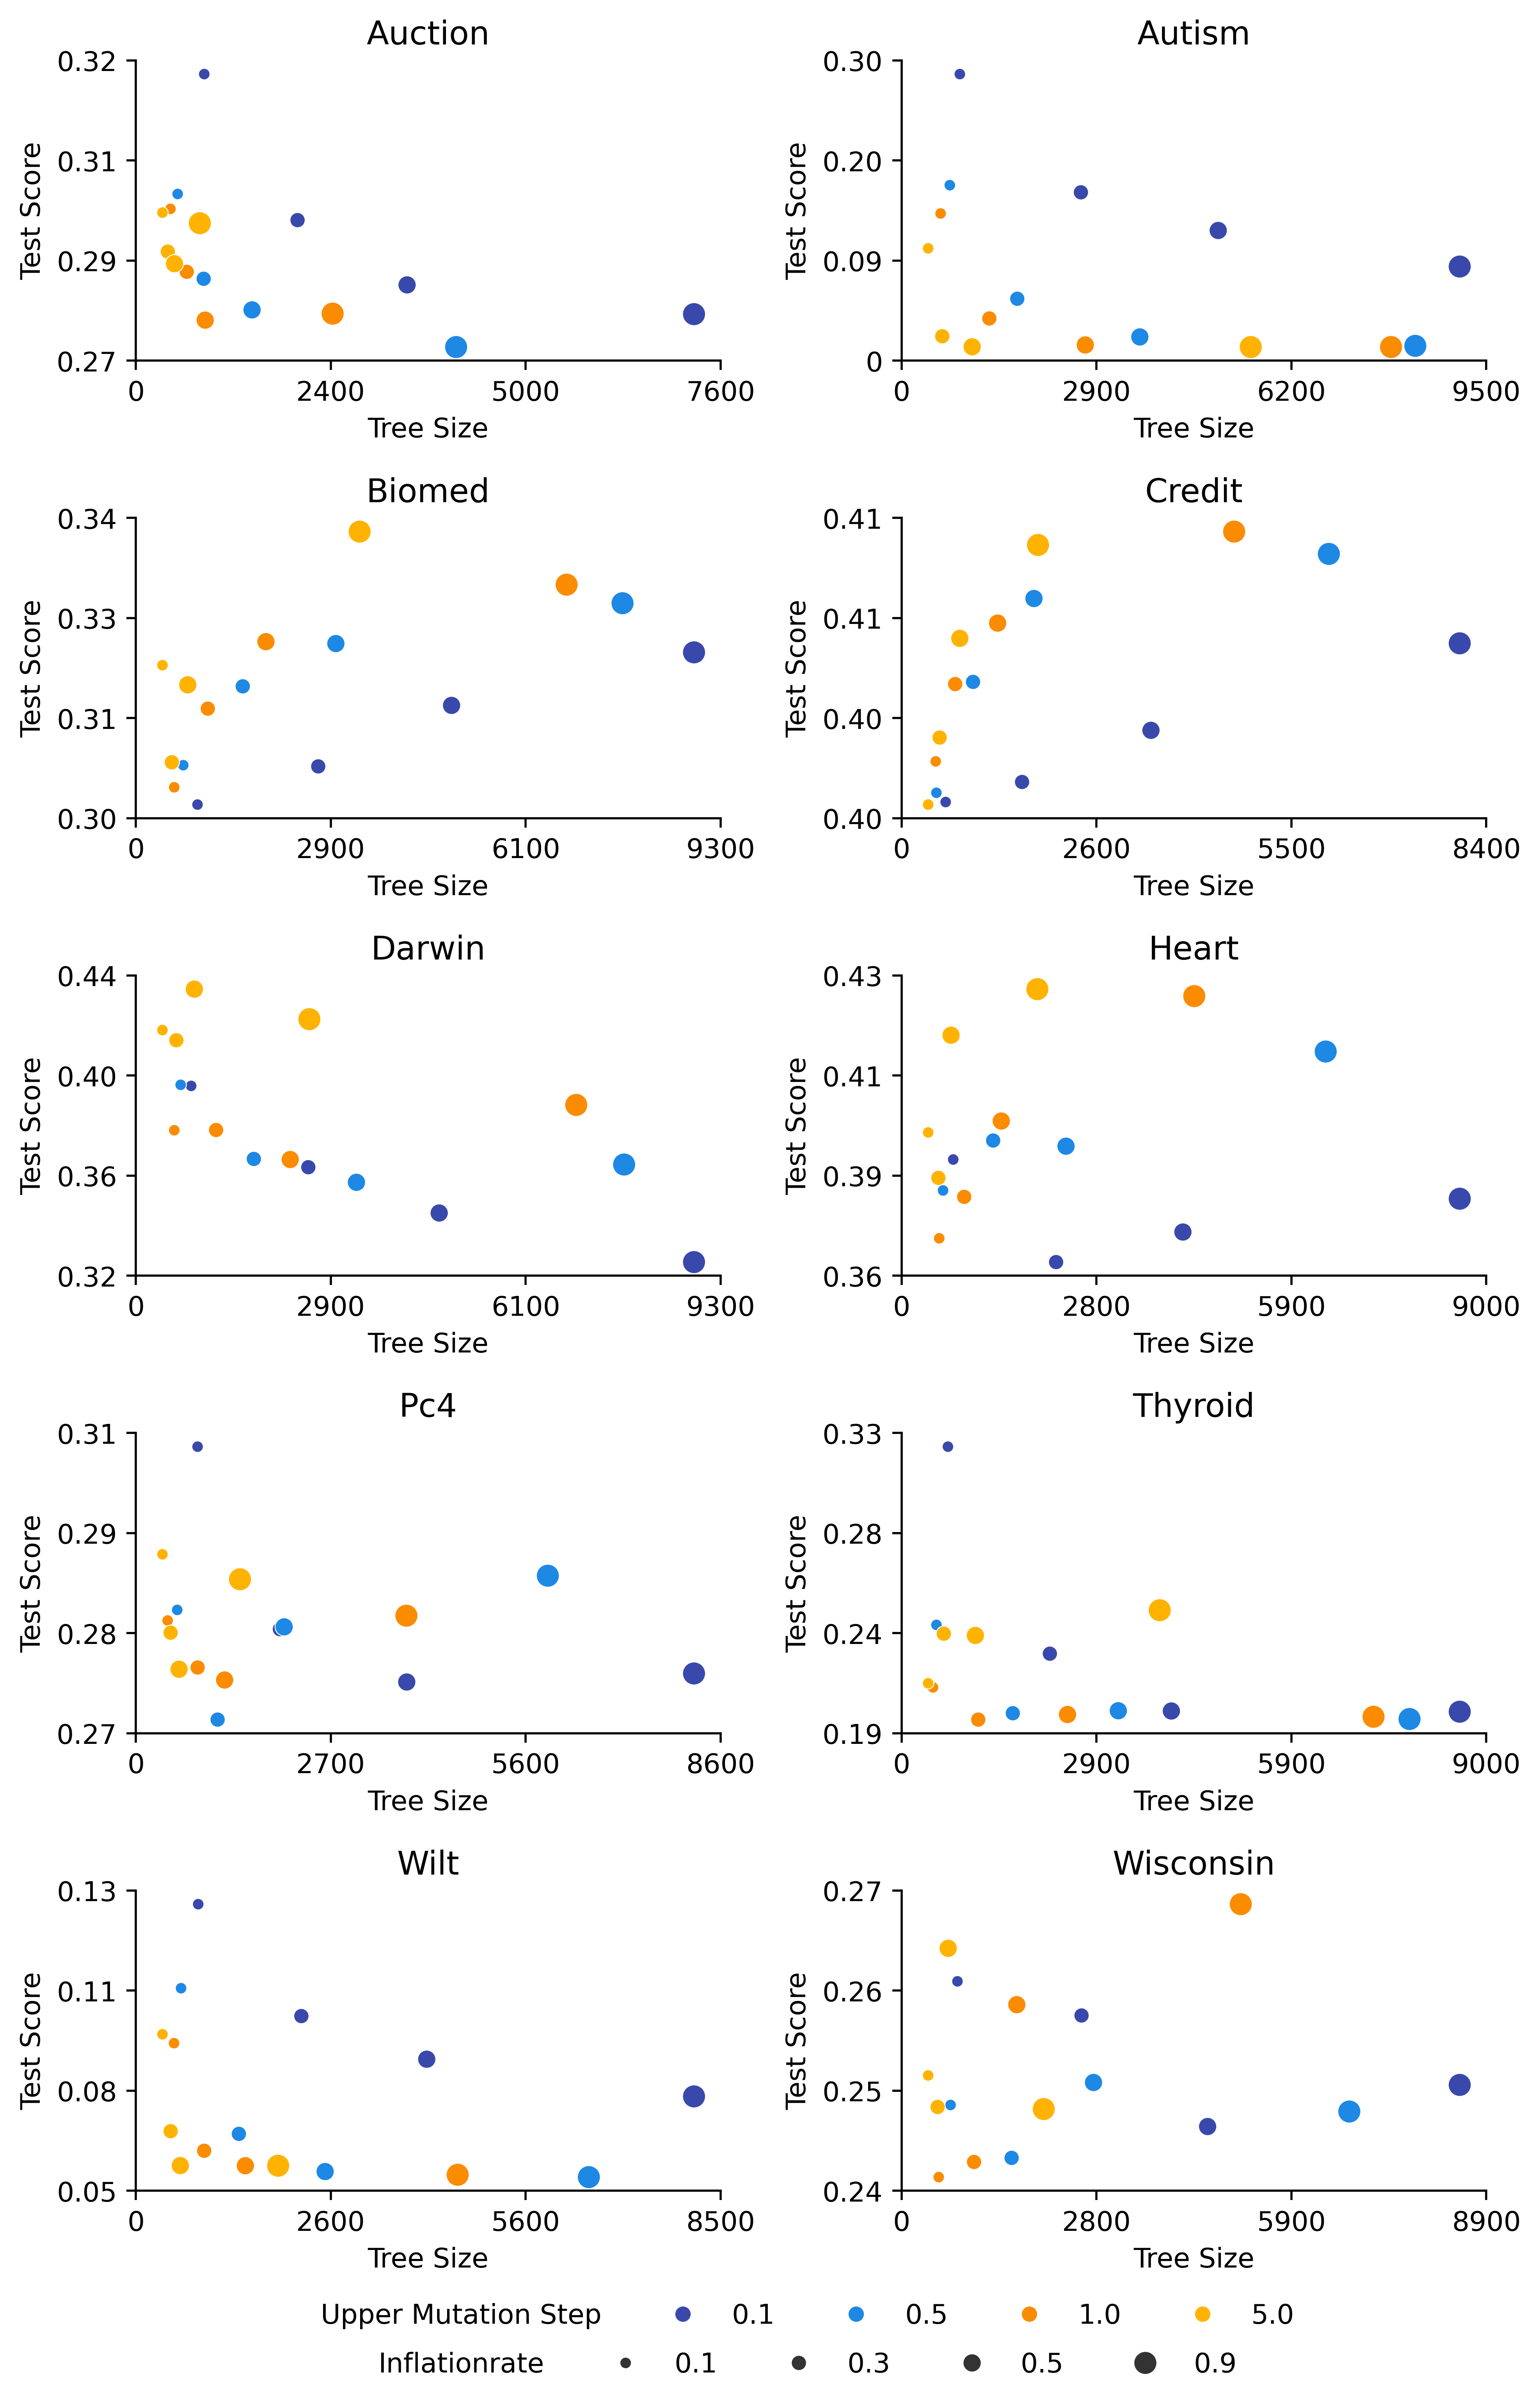 Auction
Test Score
0.32
0.31
0.29
0.27
0
2400
5000
7600
Tree Size
Autism
Test Score
0.30
0.20
0.09
0
0
2900
6200
9500
Tree Size
Biomed
Test Score
0.34
0.33
0.31
0.30
0
2900
6100
9300
Tree Size
Credit
Test Score
0.41
0.41
0.40
0.40
0
2600
5500
8400
Tree Size
Darwin
Test Score
0.44
0.40
0.36
0.32
0
2900
6100
9300
Tree Size
Heart
Test Score
0.43
0.41
0.39
0.36
0
2800
5900
9000
Tree Size
Pc4
Test Score
0.31
0.29
0.28
0.27
0
2700
5600
8600
Tree Size
Thyroid
Test Score
0.33
0.28
0.24
0.19
0
2900
5900
9000
Tree Size
Wilt
Test Score
0.13
0.11
0.08
0.05
0
2600
5600
8500
Tree Size
Wisconsin
Test Score
0.27
0.26
0.25
0.24
0
2800
5900
8900
Tree Size
Upper Mutation Step 0.1 0.5 1.0 5.0
Inflationrate 0.1 0.3 0.5 0.9